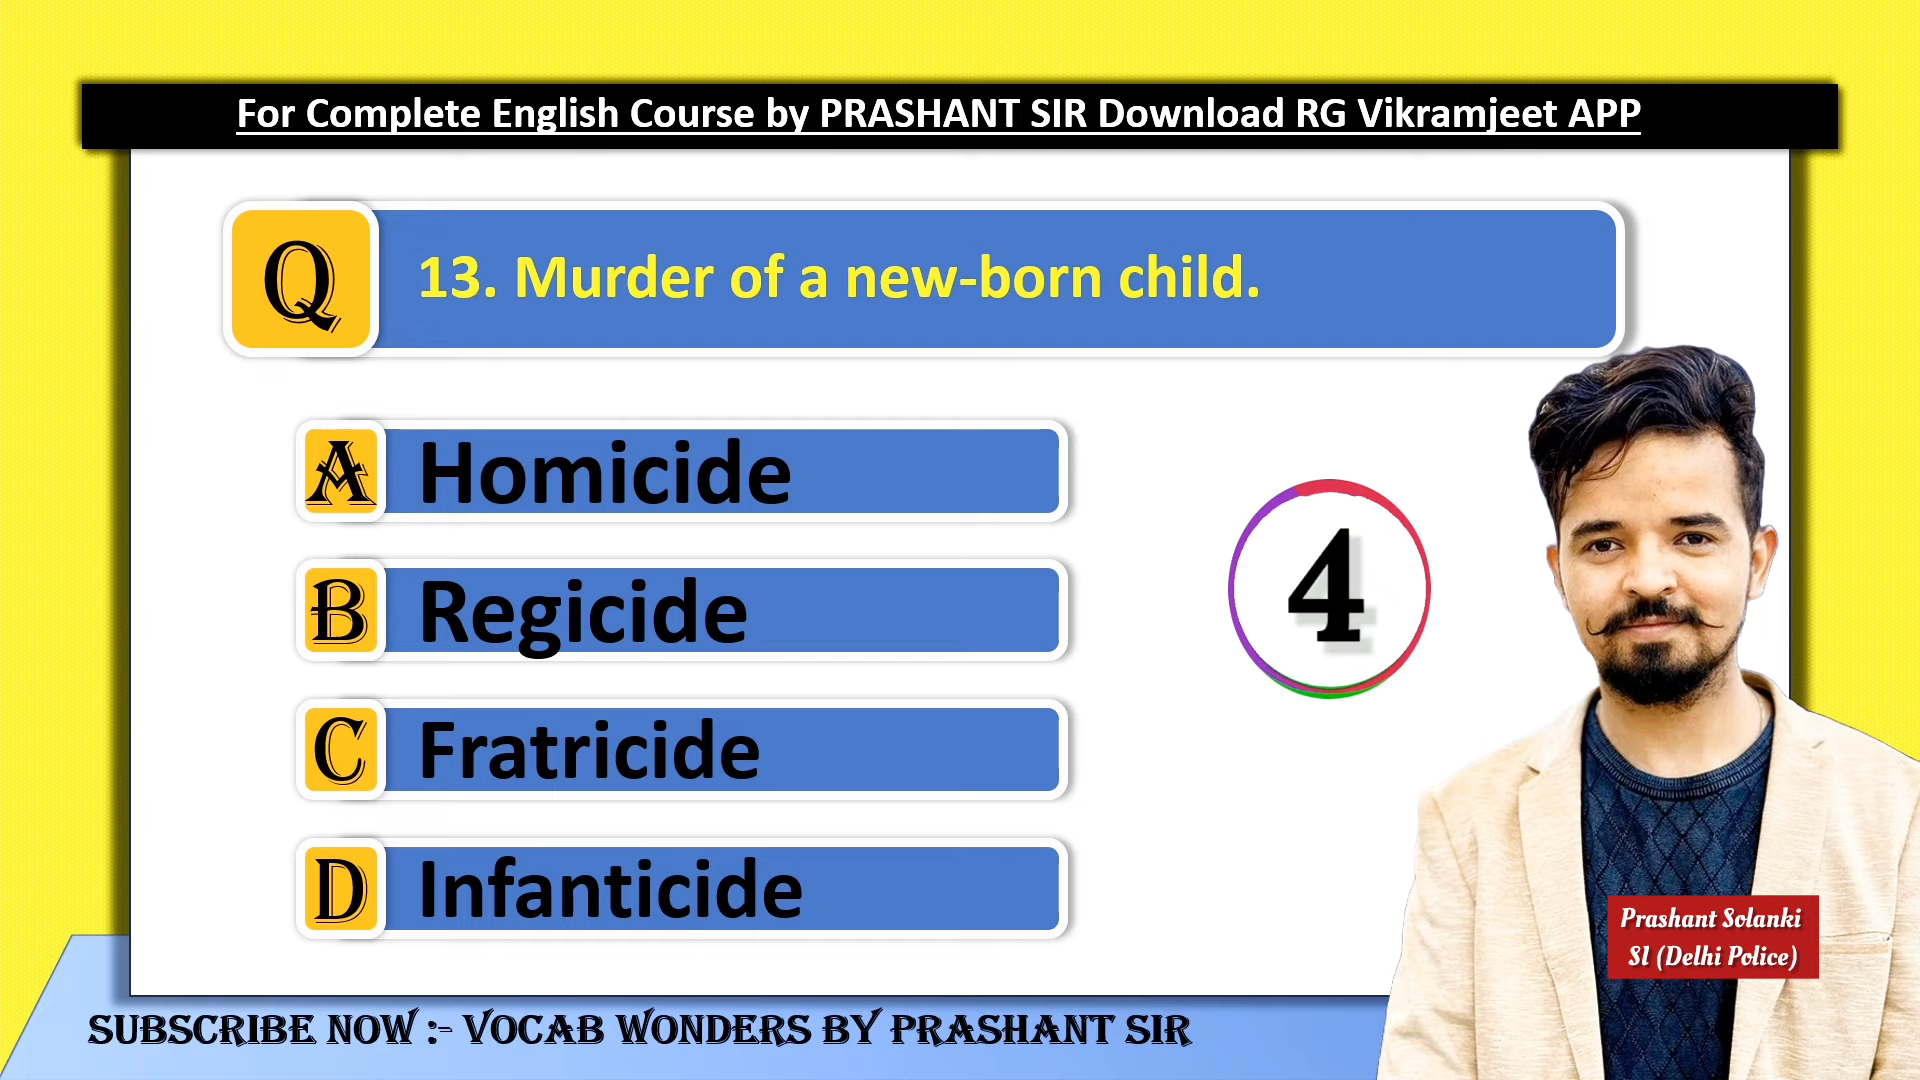 For Complete English Course by PRASHANT SIR Download RG Vikramjeet APP
Q
13. Murder of a new-born child.
A Homicide
B Regicide
4
C Fratricide
D Infanticide
Prashant Solanki
SI (Delhi Police)
SUBSCRIBE NOW :- VOCAB WONDERS BY PRASHANT SIR